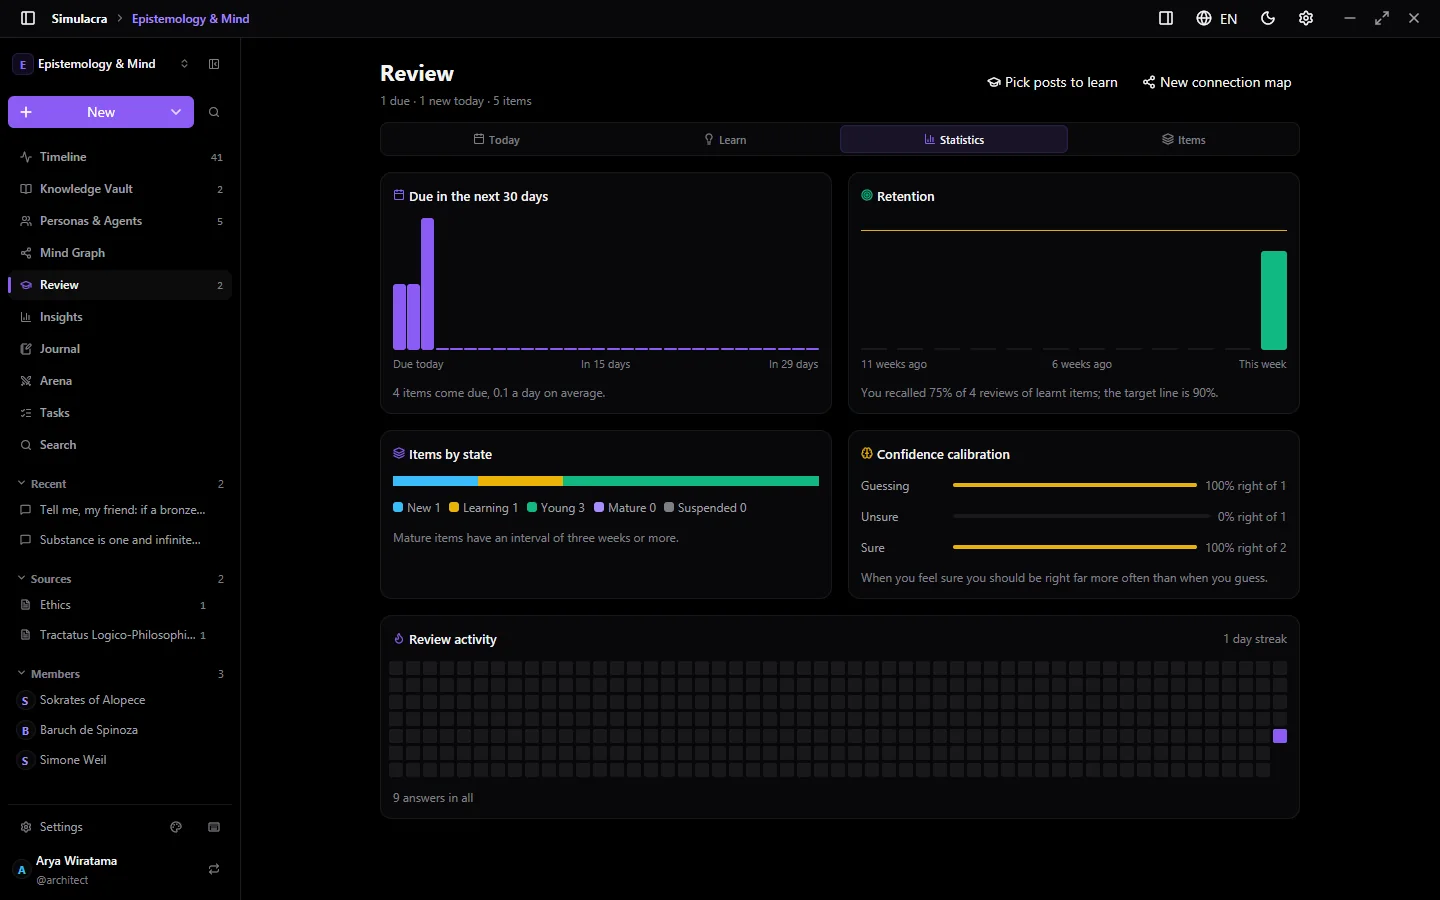 Simulacra > Epistemology & Mind
EN
E Epistemology & Mind
New
Timeline 41
Knowledge Vault 2
Personas & Agents 5
Mind Graph
Review 2
Insights
Journal
Arena
Tasks
Search
Recent 2
Tell me, my friend: if a bronze...
Substance is one and infinite...
Sources 2
Ethics 1
Tractatus Logico-Philosophi... 1
Members 3
S Sokrates of Alopece
B Baruch de Spinoza
S Simone Weil
Settings
A Arya Wiratama
@architect
Review
1 due · 1 new today · 5 items
Pick posts to learn
New connection map
Today
Learn
Statistics
Items
Due in the next 30 days
Due today In 15 days In 29 days
4 items come due, 0.1 a day on average.
Retention
11 weeks ago 6 weeks ago This week
You recalled 75% of 4 reviews of learnt items; the target line is 90%.
Items by state
New 1 Learning 1 Young 3 Mature 0 Suspended 0
Mature items have an interval of three weeks or more.
Confidence calibration
Guessing 100% right of 1
Unsure 0% right of 1
Sure 100% right of 2
When you feel sure you should be right far more often than when you guess.
Review activity 1 day streak
9 answers in all